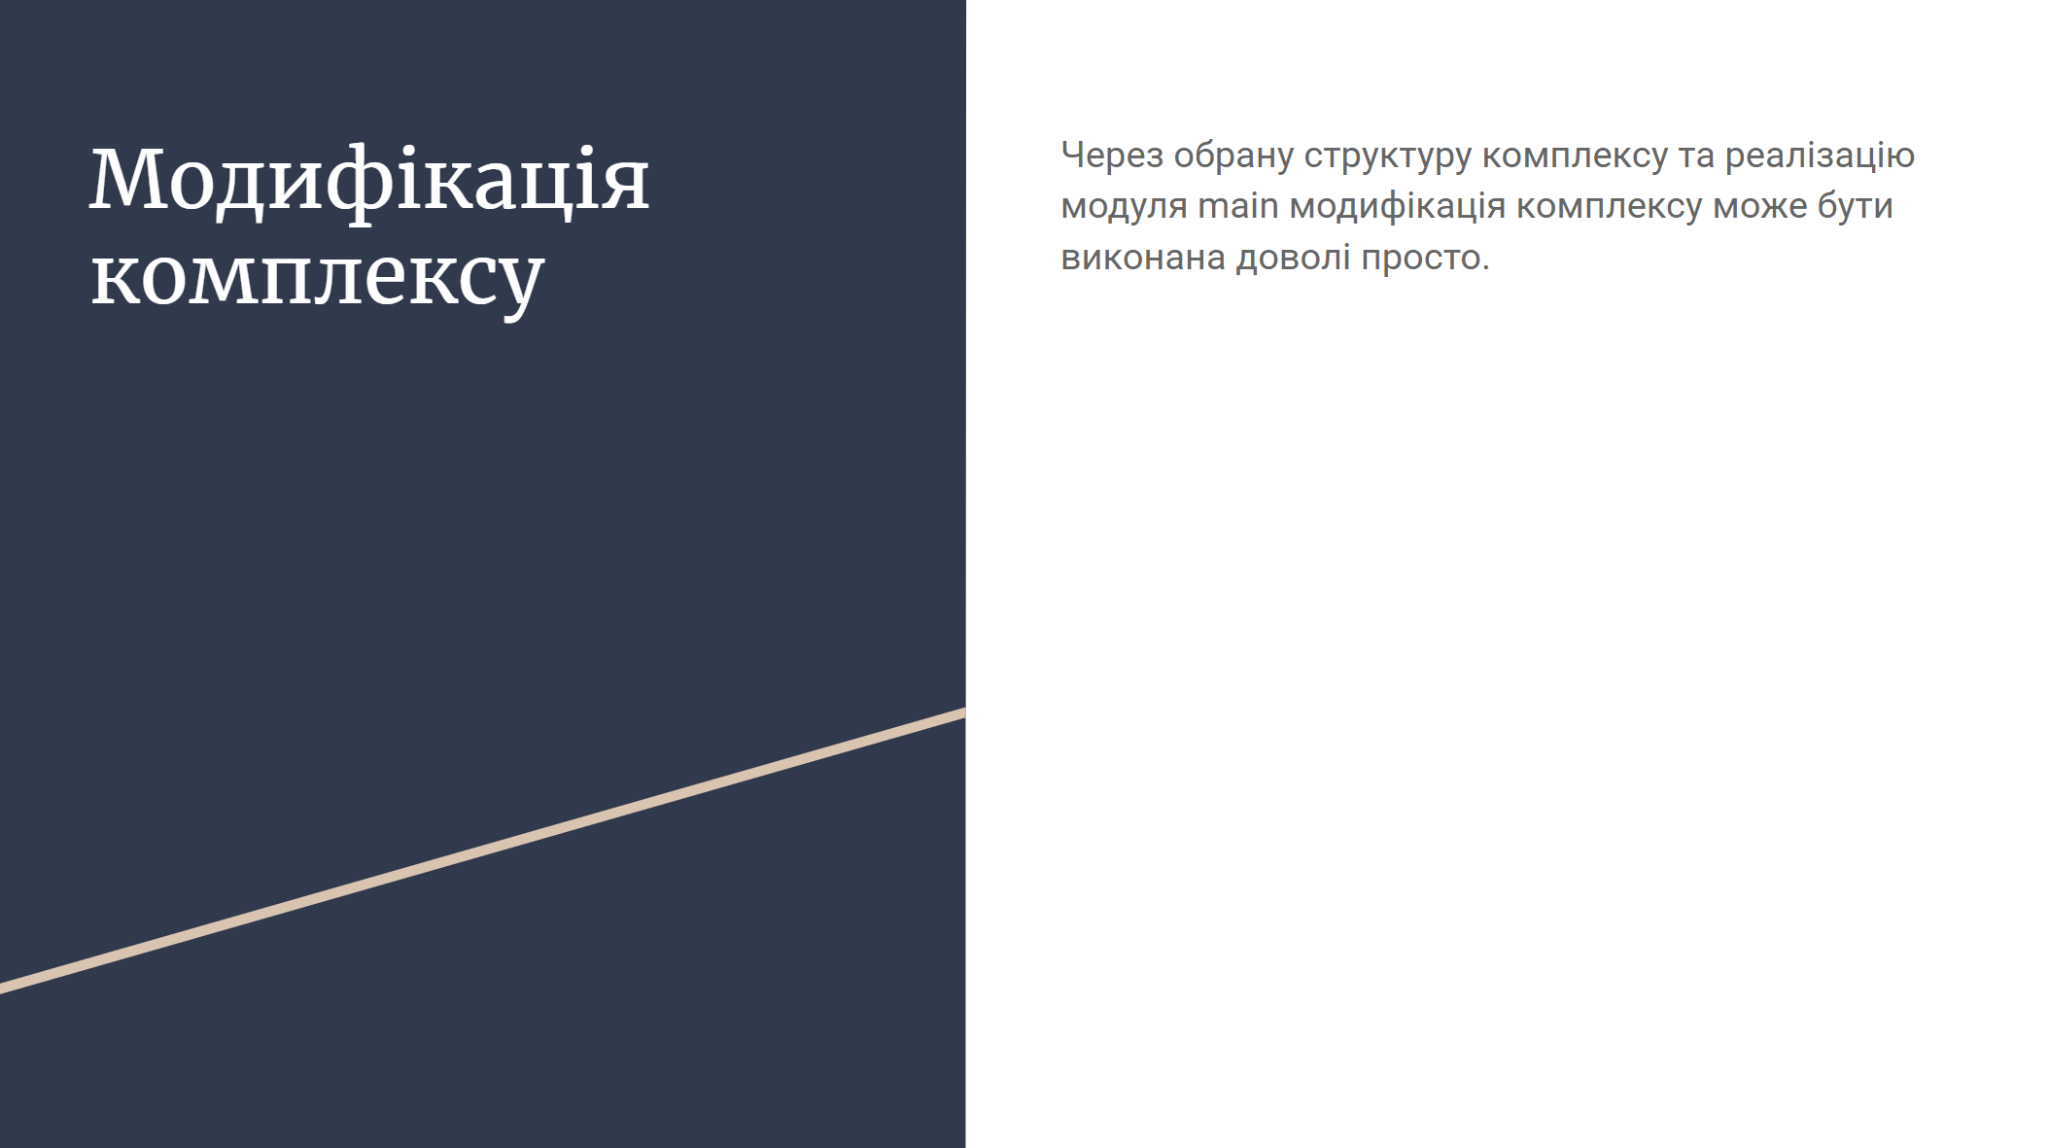 Модифікація
комплексу
Через обрану структуру комплексу та реалізацію
модуля main модифікація комплексу може бути
виконана доволі просто.